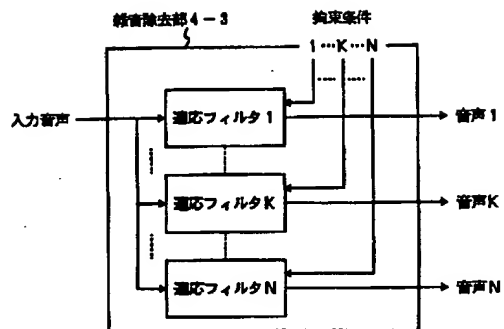 雑音除去部4-3
拘束条件
1…K…N
入力音声
適応フィルタ1
音声1
適応フィルタK
音声K
適応フィルタN
音声N